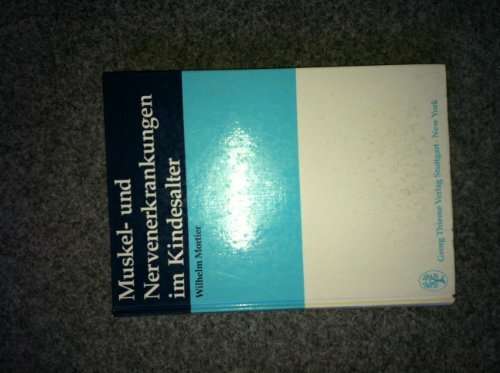 Muskel- und
Nervenerkrankungen
im Kindesalter
Wilhelm Mortier
Georg Thieme Verlag Stuttgart · New York